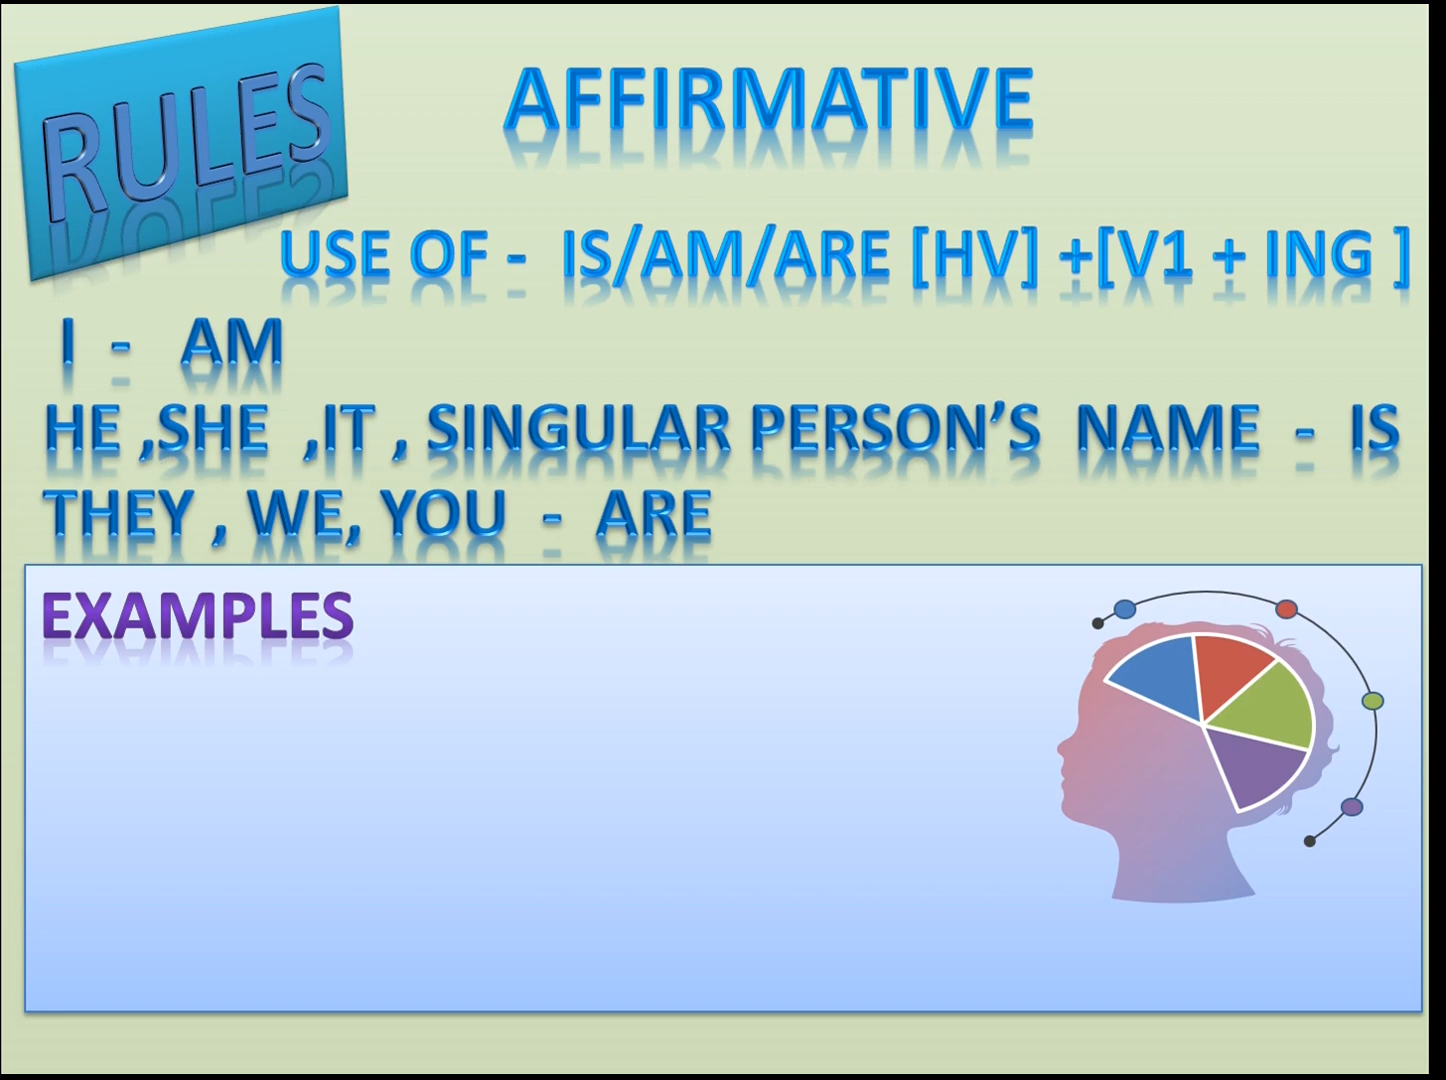 RULES
AFFIRMATIVE
USE OF - IS/AM/ARE [HV] +[V1 + ING ]
I - AM
HE ,SHE ,IT , SINGULAR PERSON’S NAME - IS
THEY , WE, YOU - ARE
EXAMPLES